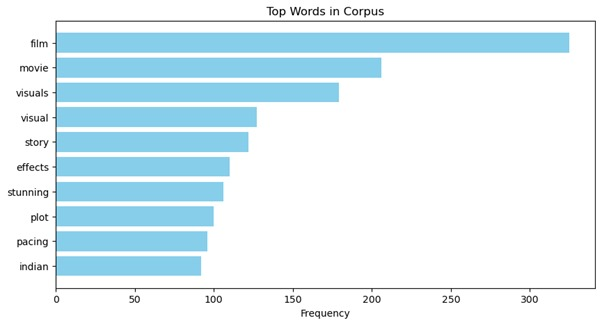 Top Words in Corpus
film
movie
visuals
visual
story
effects
stunning
plot
pacing
indian
0 50 100 150 200 250 300
Frequency